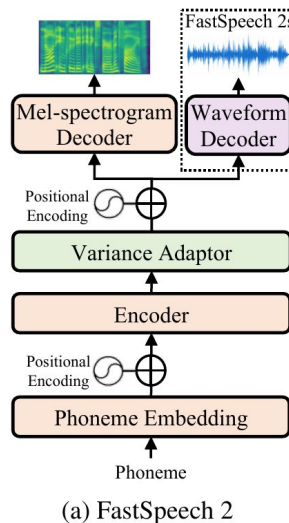 FastSpeech 2s
Mel-spectrogram
Decoder
Waveform
Decoder
Positional
Encoding
Variance Adaptor
Encoder
Positional
Encoding
Phoneme Embedding
Phoneme
(a) FastSpeech 2